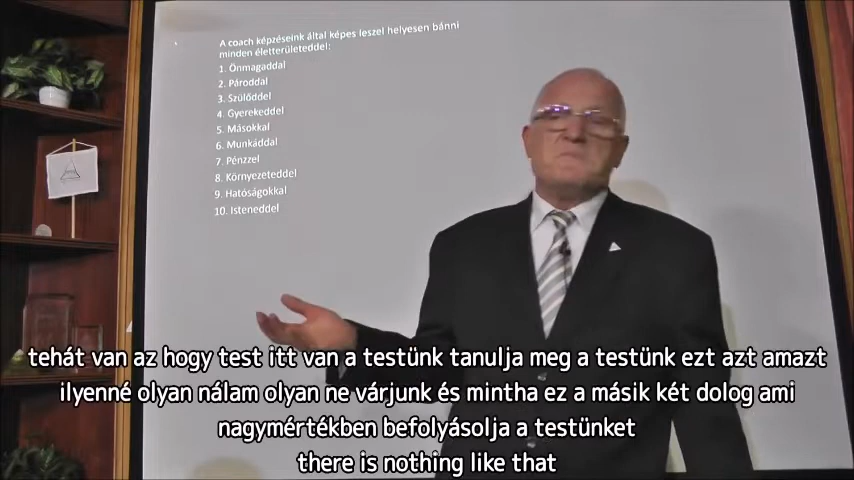 A coach képzéseink által képes leszel helyesen bánni
minden életterületeddel:
1. Önmagaddal
2. Pároddal
3. Szülőddel
4. Gyerekeddel
5. Másokkal
6. Munkáddal
7. Pénzzel
8. Környezeteddel
9. Hatóságokkal
10. Isteneddel
tehát van az hogy test itt van a testünk tanulja meg a testünk ezt azt amazt
ilyenné olyan nálam olyan ne várjunk és mintha ez a másik két dolog ami
nagymértékben befolyásolja a testünket
there is nothing like that